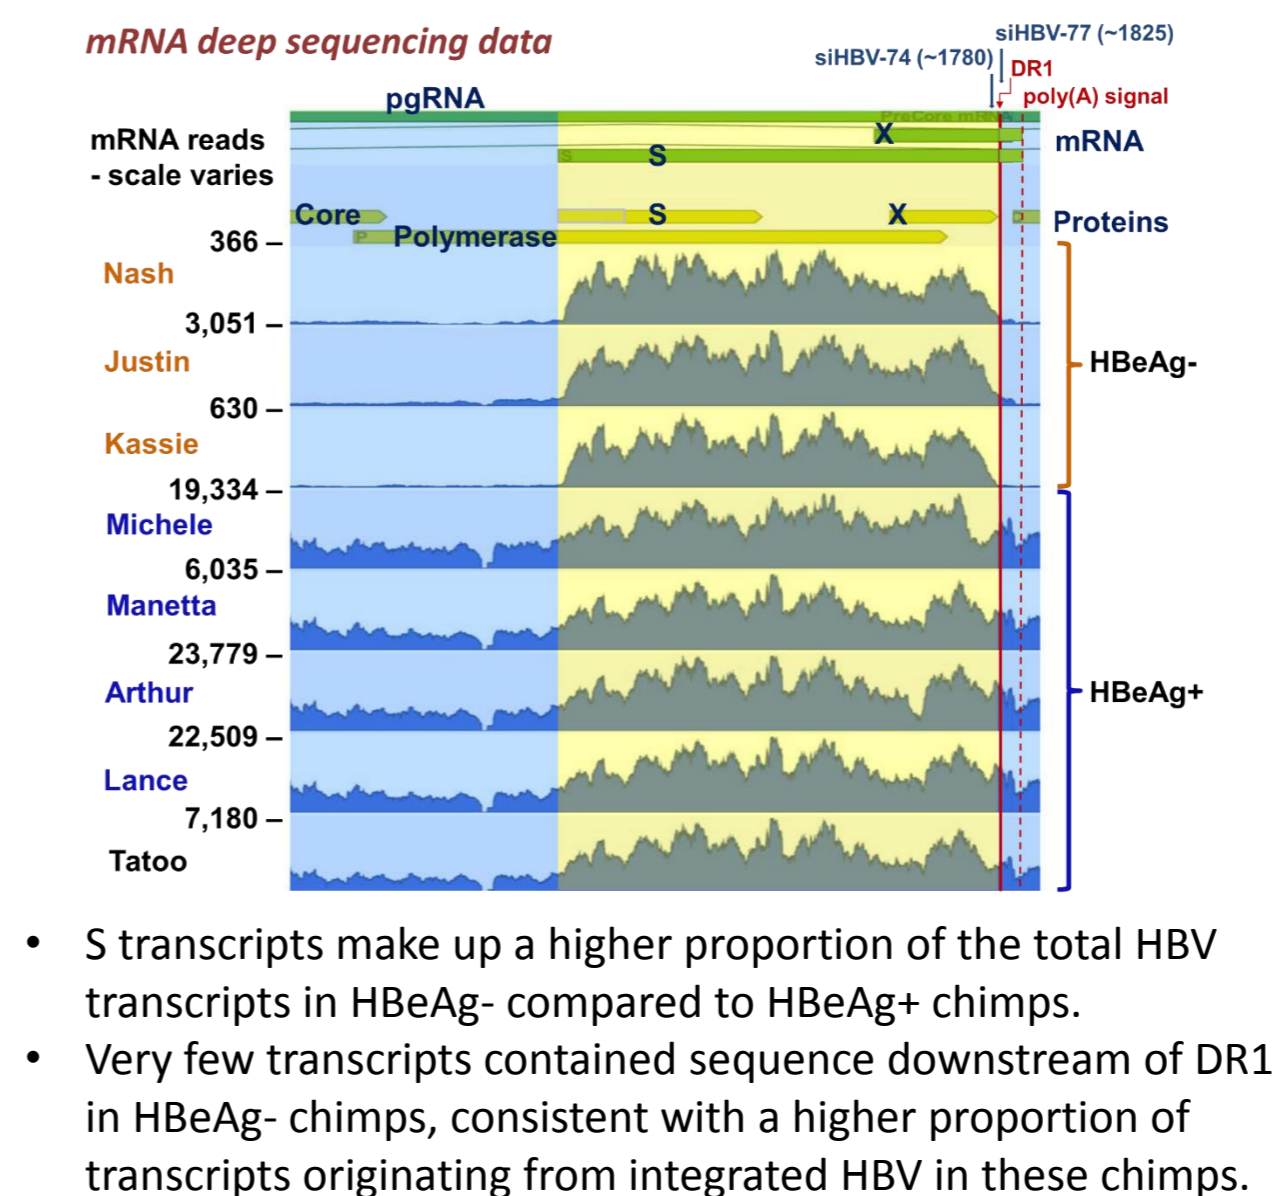 mRNA deep sequencing data
siHBV-77 (~1825)
siHBV-74 (~1780)
DR1
pgRNA
poly(A) signal
PreCore mRNA
mRNA reads
- scale varies
X
mRNA
S
S
Core
S
X
Proteins
P
Polymerase
366 –
Nash
3,051 –
Justin
HBeAg-
630 –
Kassie
19,334 –
Michele
6,035 –
Manetta
23,779 –
Arthur
HBeAg+
22,509 –
Lance
7,180 –
Tatoo
• S transcripts make up a higher proportion of the total HBV
transcripts in HBeAg- compared to HBeAg+ chimps.
• Very few transcripts contained sequence downstream of DR1
in HBeAg- chimps, consistent with a higher proportion of
transcripts originating from integrated HBV in these chimps.